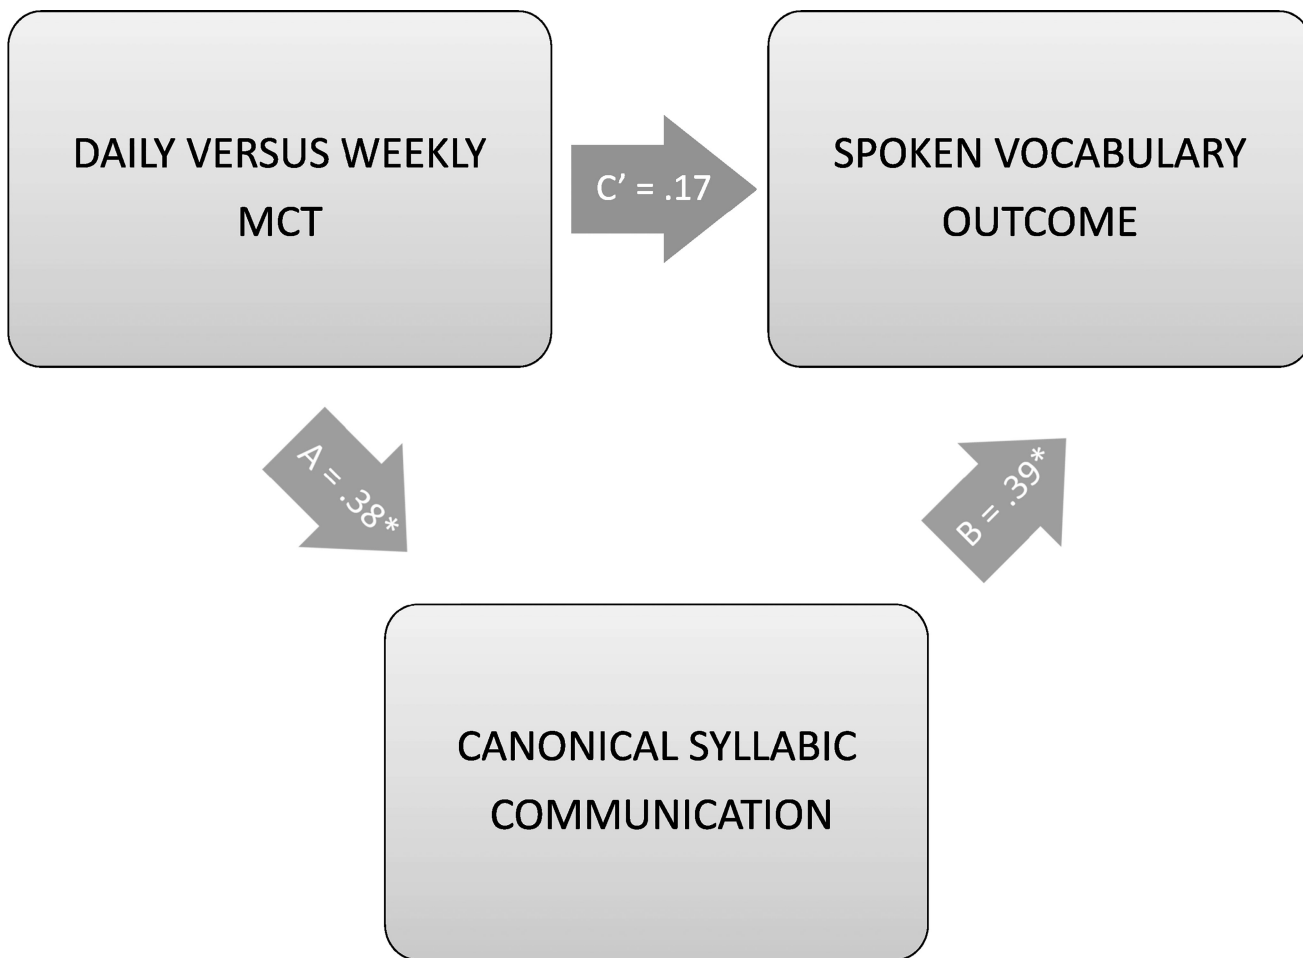 DAILY VERSUS WEEKLY
MCT
C’ = .17
SPOKEN VOCABULARY
OUTCOME
A = .38*
B = .39*
CANONICAL SYLLABIC
COMMUNICATION